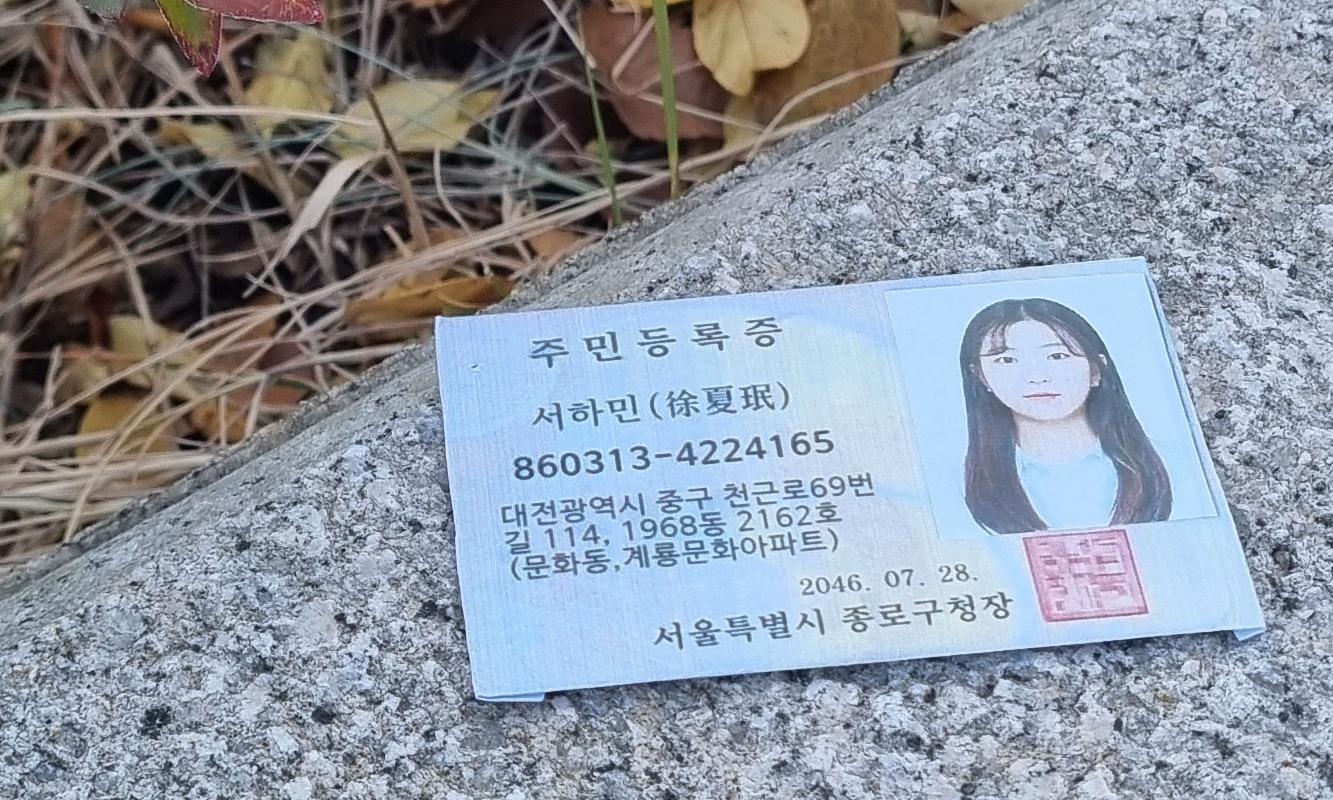 주민등록증
서하민(徐夏珉)
860313-4224165
대전광역시 중구 천근로69번
길 114, 1968동 2162호
(문화동,계룡문화아파트)
2046. 07. 28.
서울특별시 종로구청장